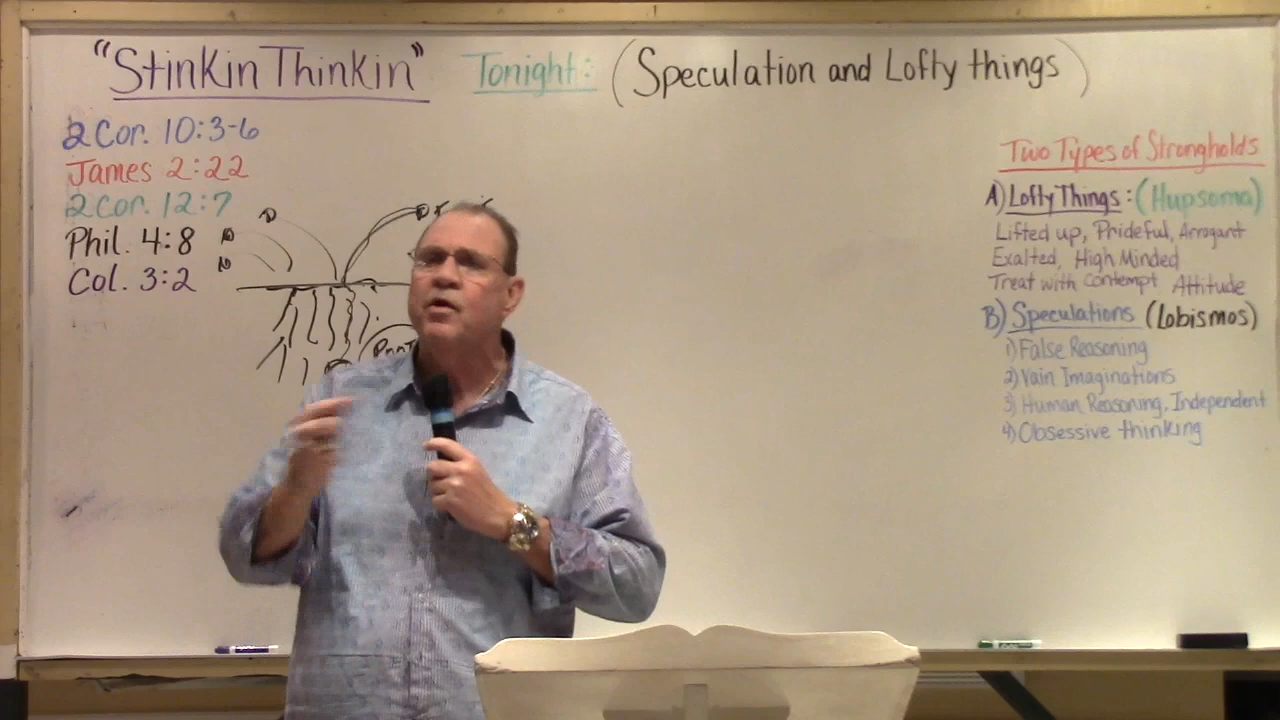 "Stinkin Thinkin" Tonight: (Speculation and Lofty things)
2 Cor. 10:3-6
James 2:22
2 Cor. 12:7
Phil. 4:8
Col. 3:2
Two Types of Strongholds
A) Lofty Things: (Hupsoma)
Lifted up, Prideful, Arrogant
Exalted, High Minded
Treat with contempt Attitude
B) Speculations (Lobismos)
1) False Reasoning
2) Vain Imaginations
3) Human Reasoning, Independent
4) Obsessive thinking